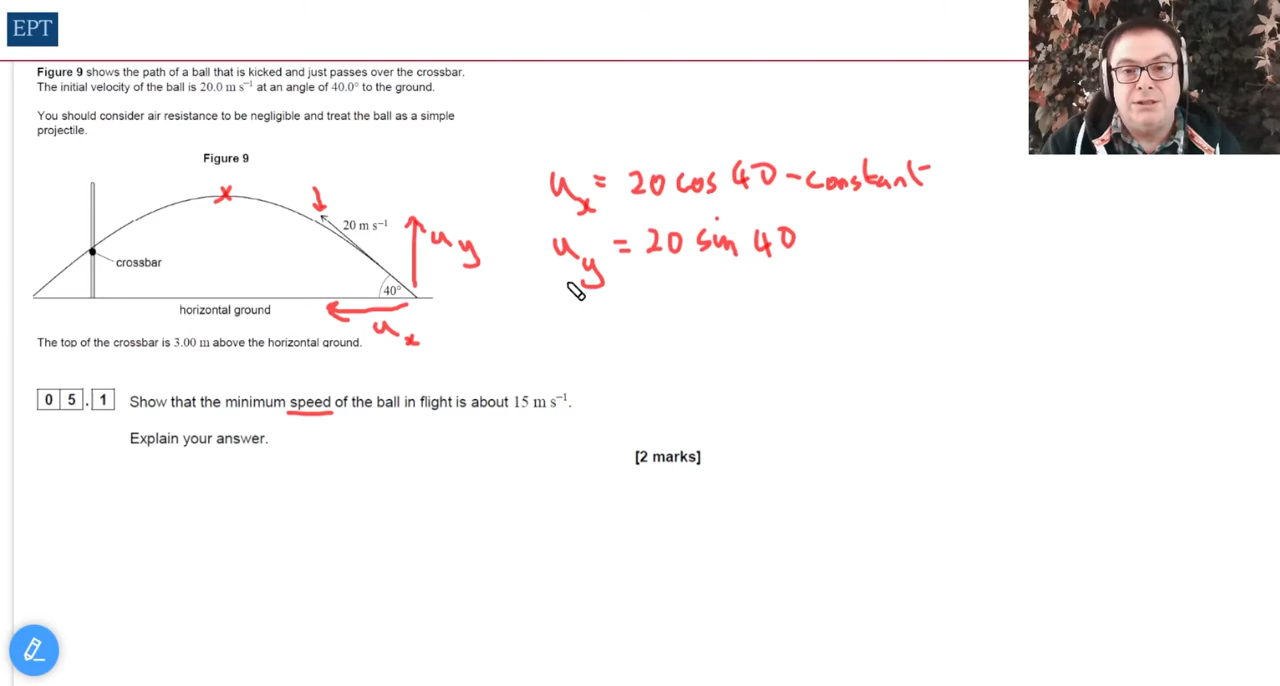 EPT
Figure 9 shows the path of a ball that is kicked and just passes over the crossbar.
The initial velocity of the ball is 20.0 m s⁻¹ at an angle of 40.0° to the ground.
You should consider air resistance to be negligible and treat the ball as a simple
projectile.
Figure 9
20 m s⁻¹
crossbar
40°
horizontal ground
u_y
u_x
u_x = 20 cos 40 - constant
u_y = 20 sin 40
The top of the crossbar is 3.00 m above the horizontal ground.
0 5 . 1 Show that the minimum speed of the ball in flight is about 15 m s⁻¹.
Explain your answer.
[2 marks]